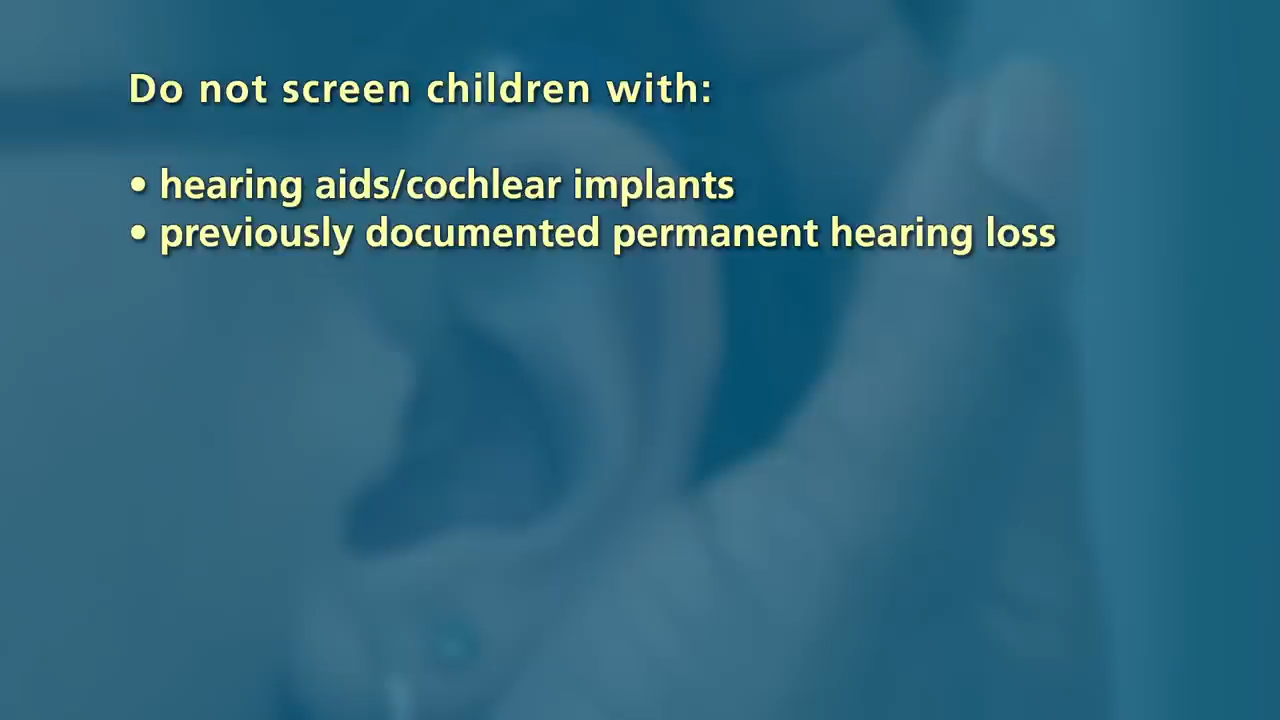 Do not screen children with:
• hearing aids/cochlear implants
• previously documented permanent hearing loss